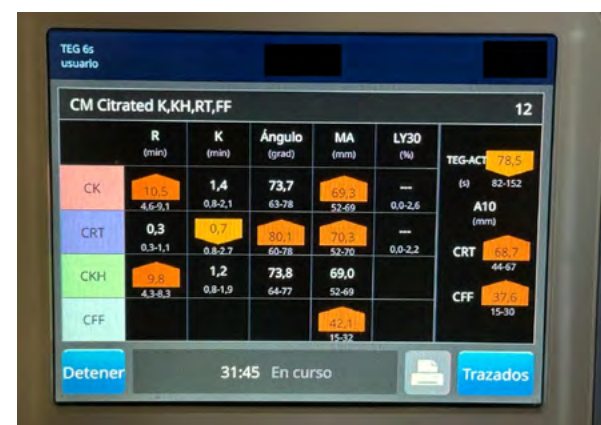 TEG 6s
usuario
CM Citrated K,KH,RT,FF 12
R K Ángulo MA LY30
(min) (min) (grad) (mm) (%)
TEG-ACT 78,5
(s) 82-152
CK 10,5 1,4 73,7 69,3 ---
4,6-9,1 0,8-2,1 63-78 52-69 0,0-2,6
A10
(mm)
CRT 0,3 0,7 80,1 70,3 ---
0,3-1,1 0,8-2,7 60-78 52-70 0,0-2,2
CRT 68,7
44-67
CKH 9,8 1,2 73,8 69,0
4,3-8,3 0,8-1,9 64-77 52-69
CFF 37,6
15-30
CFF 42,1
15-32
Detener 31:45 En curso Trazados